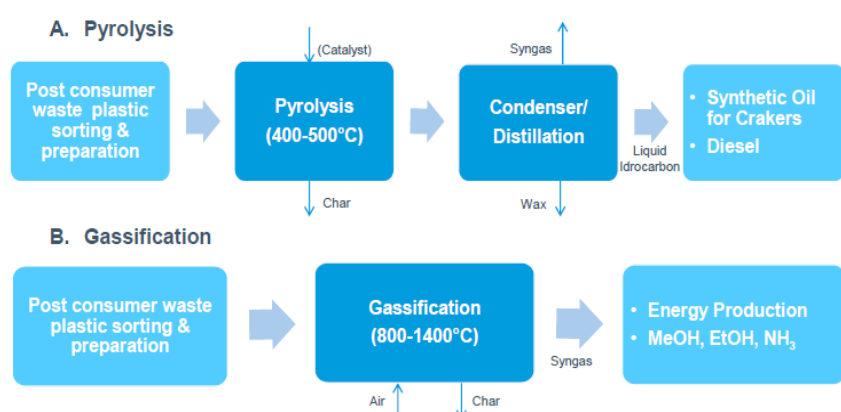 A. Pyrolysis
(Catalyst)
Syngas
Post consumer
waste plastic
sorting &
preparation
Pyrolysis
(400-500°C)
Condenser/
Distillation
• Synthetic Oil
for Crakers
• Diesel
Liquid
Idrocarbon
Char
Wax
B. Gassification
Post consumer waste
plastic sorting &
preparation
Gassification
(800-1400°C)
Syngas
• Energy Production
• MeOH, EtOH, NH₃
Air
Char